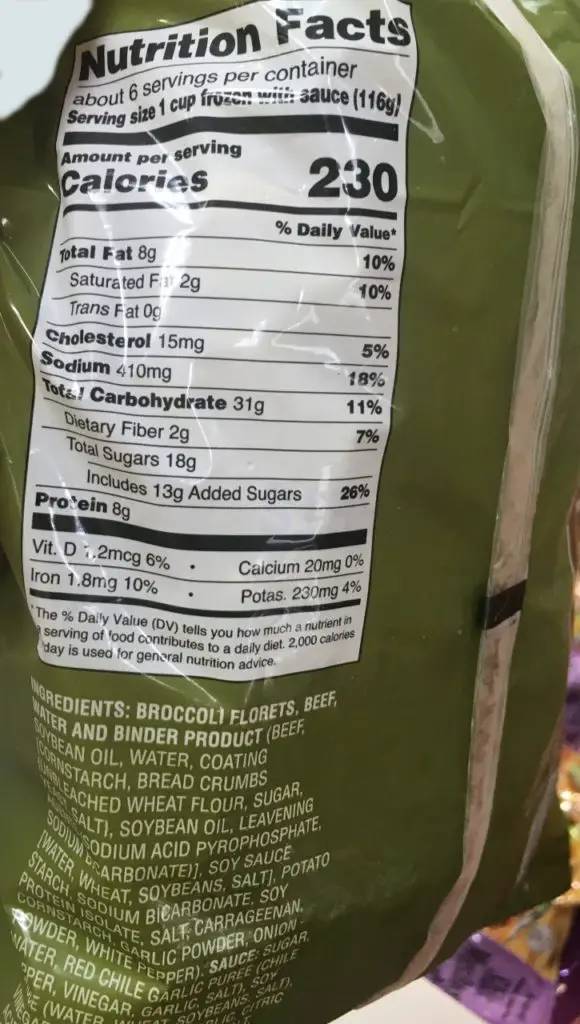 Nutrition Facts
about 6 servings per container
Serving size 1 cup frozen with sauce (116g)
Amount per serving
Calories 230
% Daily Value*
Total Fat 8g 10%
Saturated Fat 2g 10%
Trans Fat 0g
Cholesterol 15mg 5%
Sodium 410mg 18%
Total Carbohydrate 31g 11%
Dietary Fiber 2g 7%
Total Sugars 18g
Includes 13g Added Sugars 26%
Protein 8g
Vit. D 1.2mcg 6% • Calcium 20mg 0%
Iron 1.8mg 10% • Potas. 230mg 4%
*The % Daily Value (DV) tells you how much a nutrient in
a serving of food contributes to a daily diet. 2,000 calories
day is used for general nutrition advice.
INGREDIENTS: BROCCOLI FLORETS, BEEF,
WATER AND BINDER PRODUCT (BEEF,
SOYBEAN OIL, WATER, COATING
[CORNSTARCH, BREAD CRUMBS
WHEAT FLOUR, SUGAR,
SALT), SOYBEAN OIL, LEAVENING
SODIUM ACID PYROPHOSPHATE,
SODIUM BICARBONATE)], SOY SAUCE
[WATER, WHEAT, SOYBEANS, SALT], POTATO
STARCH, SODIUM BICARBONATE, SOY
PROTEIN ISOLATE, SALT, CARRAGEENAN,
CORNSTARCH, GARLIC POWDER, ONION
POWDER, WHITE PEPPER). SAUCE: SUGAR,
WATER, RED CHILE GARLIC PUREE (CHILE
VINEGAR, GARLIC, SALT), SOY
(WATER, WHEAT, SOYBEANS, SALT),
CITRIC